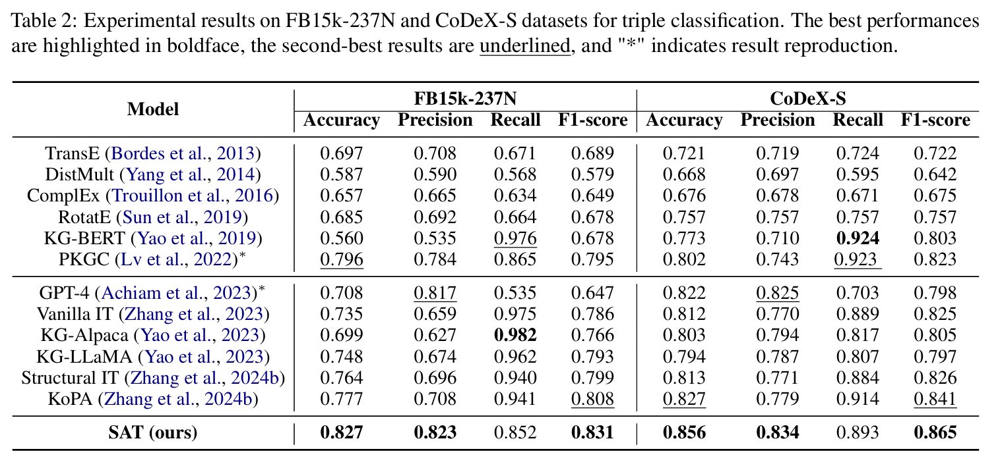 Table 2: Experimental results on FB15k-237N and CoDeX-S datasets for triple classification. The best performances
are highlighted in boldface, the second-best results are underlined, and "*" indicates result reproduction.
Model FB15k-237N CoDeX-S
Accuracy Precision Recall F1-score Accuracy Precision Recall F1-score
TransE (Bordes et al., 2013) 0.697 0.708 0.671 0.689 0.721 0.719 0.724 0.722
DistMult (Yang et al., 2014) 0.587 0.590 0.568 0.579 0.668 0.697 0.595 0.642
ComplEx (Trouillon et al., 2016) 0.657 0.665 0.634 0.649 0.676 0.678 0.671 0.675
RotatE (Sun et al., 2019) 0.685 0.692 0.664 0.678 0.757 0.757 0.757 0.757
KG-BERT (Yao et al., 2019) 0.560 0.535 0.976 0.678 0.773 0.710 0.924 0.803
PKGC (Lv et al., 2022)* 0.796 0.784 0.865 0.795 0.802 0.743 0.923 0.823
GPT-4 (Achiam et al., 2023)* 0.708 0.817 0.535 0.647 0.822 0.825 0.703 0.798
Vanilla IT (Zhang et al., 2023) 0.735 0.659 0.975 0.786 0.812 0.770 0.889 0.825
KG-Alpaca (Yao et al., 2023) 0.699 0.627 0.982 0.766 0.803 0.794 0.817 0.805
KG-LLaMA (Yao et al., 2023) 0.748 0.674 0.962 0.793 0.794 0.787 0.807 0.797
Structural IT (Zhang et al., 2024b) 0.764 0.696 0.940 0.799 0.813 0.771 0.884 0.826
KoPA (Zhang et al., 2024b) 0.777 0.708 0.941 0.808 0.827 0.779 0.914 0.841
SAT (ours) 0.827 0.823 0.852 0.831 0.856 0.834 0.893 0.865